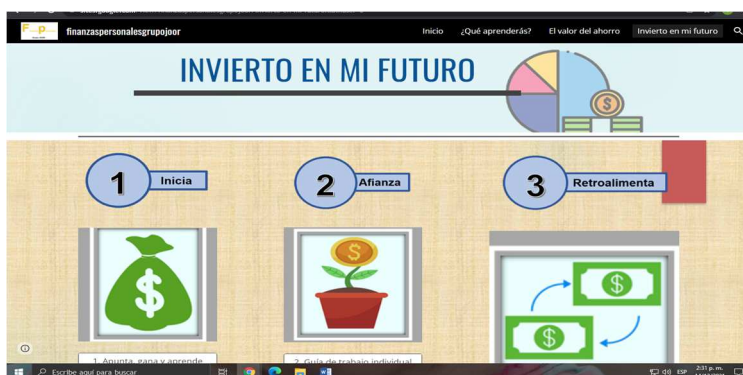 finanzaspersonalesgrupojoor
Inicio ¿Qué aprenderás? El valor del ahorro Invierto en mi futuro
INVIERTO EN MI FUTURO
1 Inicia
2 Afianza
3 Retroalimenta
$
$
$
$
$
1. Apunta, gana y aprende
2. Guía de trabajo individual
Escribe aquí para buscar
ESP
2:31 p. m.